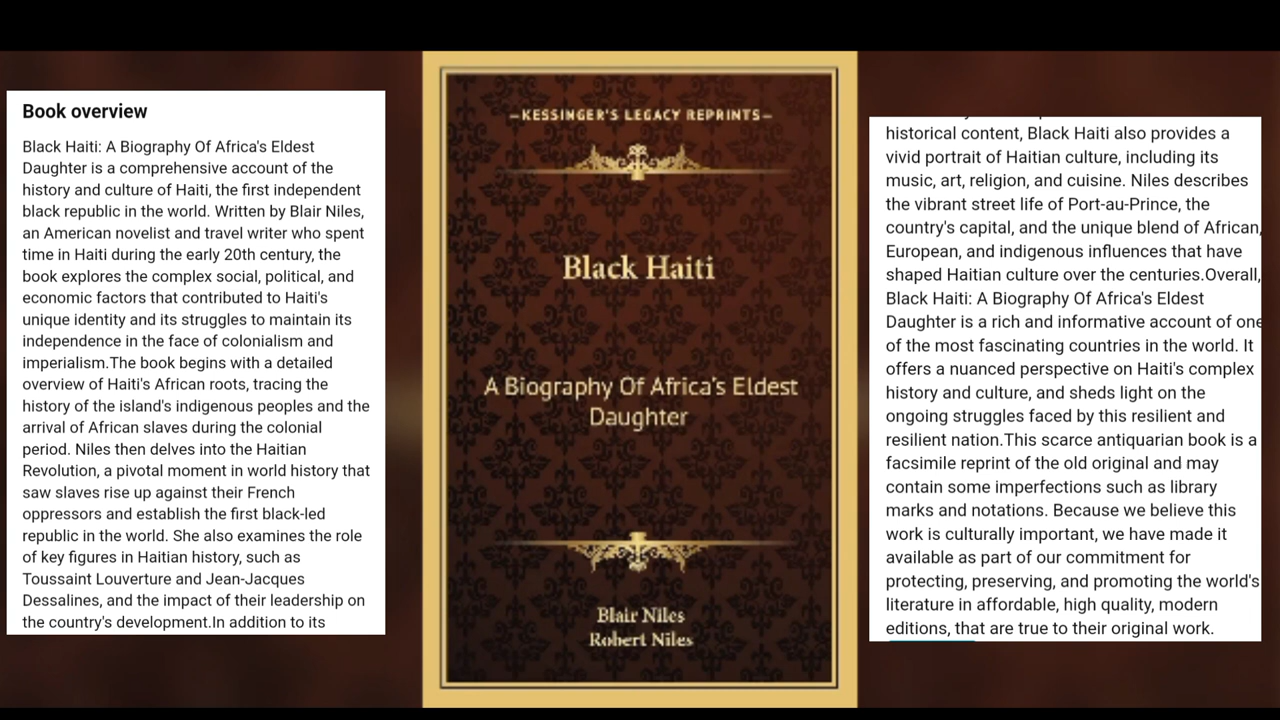 Book overview
Black Haiti: A Biography Of Africa's Eldest
Daughter is a comprehensive account of the
history and culture of Haiti, the first independent
black republic in the world. Written by Blair Niles,
an American novelist and travel writer who spent
time in Haiti during the early 20th century, the
book explores the complex social, political, and
economic factors that contributed to Haiti's
unique identity and its struggles to maintain its
independence in the face of colonialism and
imperialism.The book begins with a detailed
overview of Haiti's African roots, tracing the
history of the island's indigenous peoples and the
arrival of African slaves during the colonial
period. Niles then delves into the Haitian
Revolution, a pivotal moment in world history that
saw slaves rise up against their French
oppressors and establish the first black-led
republic in the world. She also examines the role
of key figures in Haitian history, such as
Toussaint Louverture and Jean-Jacques
Dessalines, and the impact of their leadership on
the country's development.In addition to its
–KESSINGER'S LEGACY REPRINTS–
Black Haiti
A Biography Of Africa's Eldest
Daughter
Blair Niles
Robert Niles
historical content, Black Haiti also provides a
vivid portrait of Haitian culture, including its
music, art, religion, and cuisine. Niles describes
the vibrant street life of Port-au-Prince, the
country's capital, and the unique blend of African,
European, and indigenous influences that have
shaped Haitian culture over the centuries.Overall,
Black Haiti: A Biography Of Africa's Eldest
Daughter is a rich and informative account of one
of the most fascinating countries in the world. It
offers a nuanced perspective on Haiti's complex
history and culture, and sheds light on the
ongoing struggles faced by this resilient and
resilient nation.This scarce antiquarian book is a
facsimile reprint of the old original and may
contain some imperfections such as library
marks and notations. Because we believe this
work is culturally important, we have made it
available as part of our commitment for
protecting, preserving, and promoting the world's
literature in affordable, high quality, modern
editions, that are true to their original work.